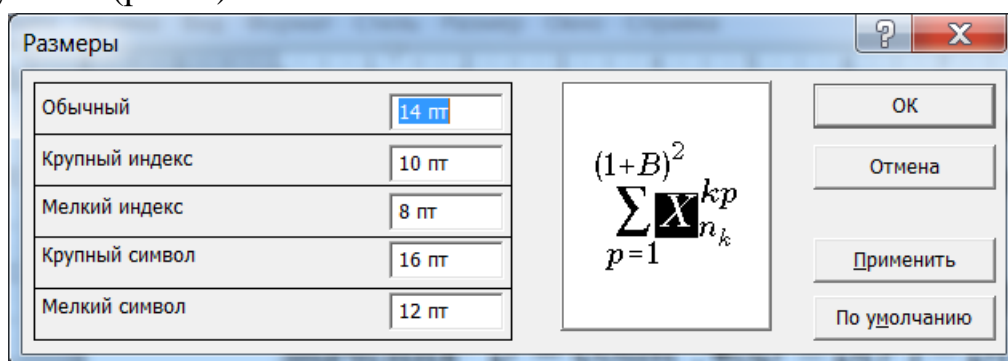 Размеры
Обычный 14 пт
Крупный индекс 10 пт
Мелкий индекс 8 пт
Крупный символ 16 пт
Мелкий символ 12 пт
(1+B)^2
∑ X kp n_k
p=1
ОК
Отмена
Применить
По умолчанию